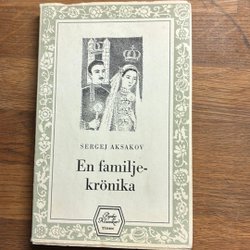 SERGEJ AKSAKOV
En familje-
krönika